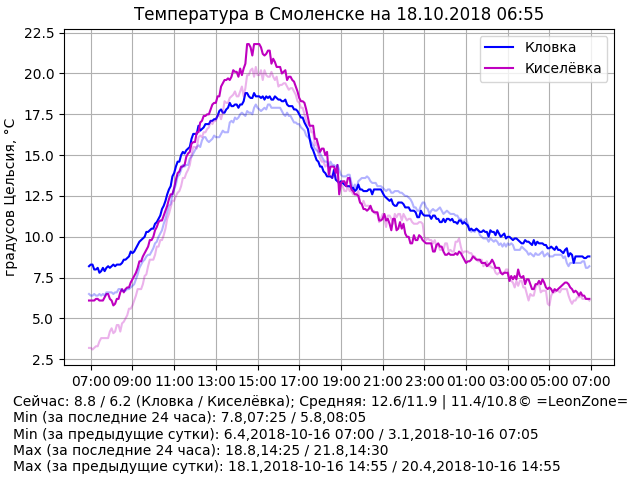 Температура в Смоленске на 18.10.2018 06:55
Кловка
Киселёвка
градусов Цельсия, °C
22.5
20.0
17.5
15.0
12.5
10.0
7.5
5.0
2.5
07:00 09:00 11:00 13:00 15:00 17:00 19:00 21:00 23:00 01:00 03:00 05:00 07:00
Сейчас: 8.8 / 6.2 (Кловка / Киселёвка); Средняя: 12.6/11.9 | 11.4/10.8© =LeonZone=
Min (за последние 24 часа): 7.8,07:25 / 5.8,08:05
Min (за предыдущие сутки): 6.4,2018-10-16 07:00 / 3.1,2018-10-16 07:05
Max (за последние 24 часа): 18.8,14:25 / 21.8,14:30
Max (за предыдущие сутки): 18.1,2018-10-16 14:55 / 20.4,2018-10-16 14:55